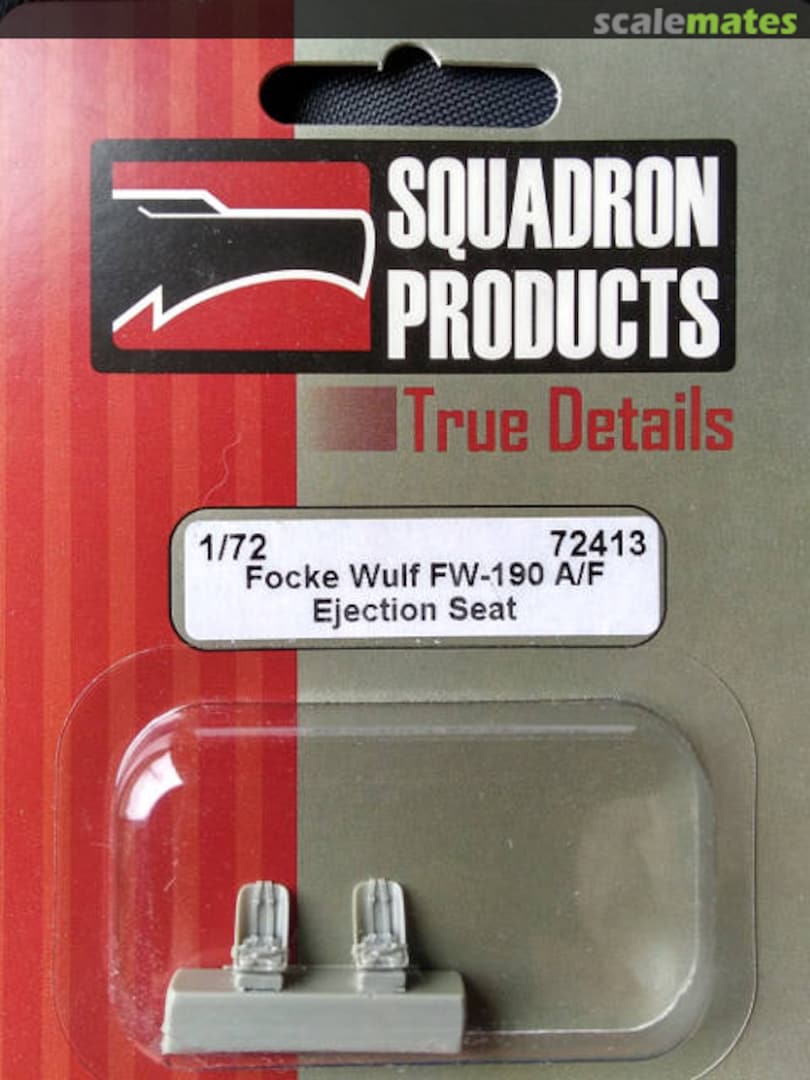 scalemates
SQUADRON
PRODUCTS
True Details
1/72 72413
Focke Wulf FW-190 A/F
Ejection Seat